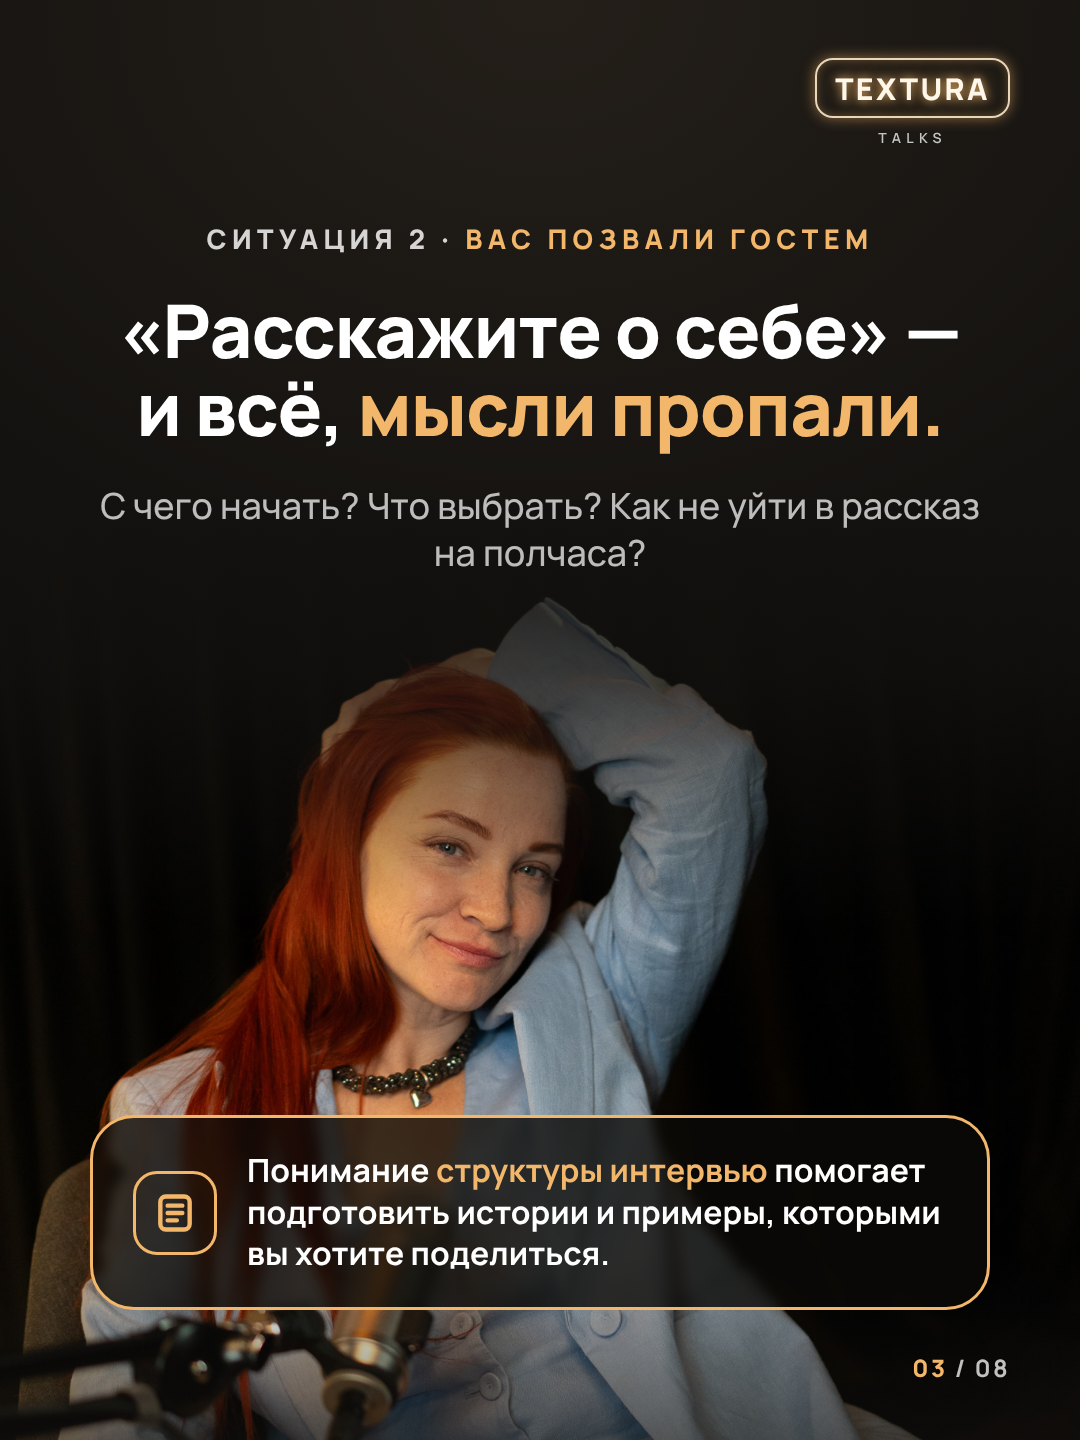 TEXTURA
TALKS
СИТУАЦИЯ 2 · ВАС ПОЗВАЛИ ГОСТЕМ
«Расскажите о себе» —
и всё, мысли пропали.
С чего начать? Что выбрать? Как не уйти в рассказ
на полчаса?
Понимание структуры интервью помогает
подготовить истории и примеры, которыми
вы хотите поделиться.
03 / 08